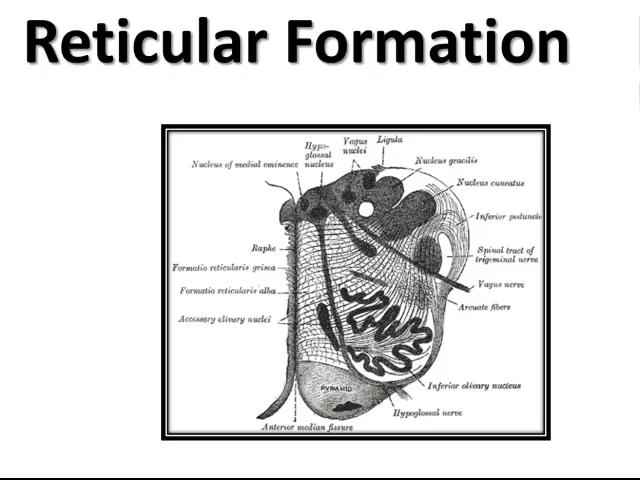 Reticular Formation
Hypo-
glossal
nucleus
Vagus
nuclei
Ligula
Nucleus of medial eminence
Nucleus gracilis
Nucleus cuneatus
Inferior peduncle
Raphe
Spinal tract of
trigeminal nerve
Formatio reticularis grisea
Vagus nerve
Formatio reticularis alba
Arcuate fibers
Accessory olivary nuclei
PYRAMID
Inferior olivary nucleus
Hypoglossal nerve
Anterior median fissure